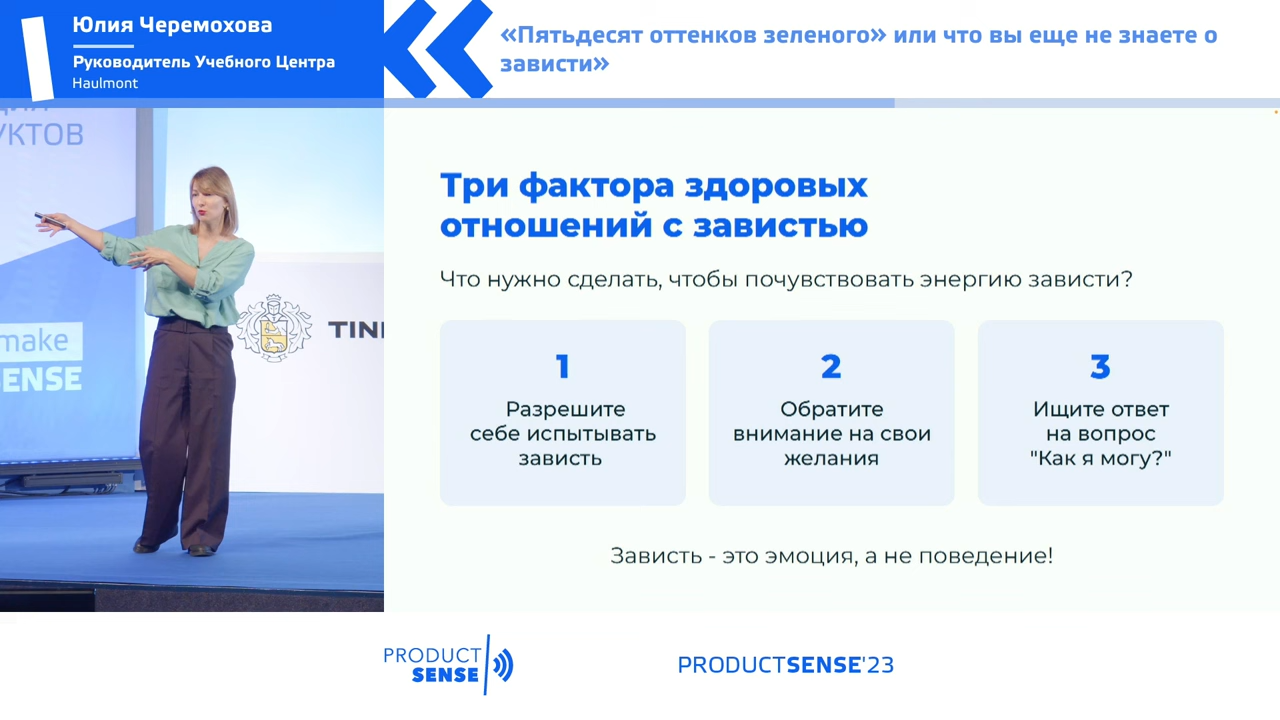 Юлия Черемохова
Руководитель Учебного Центра
Haulmont
«Пятьдесят оттенков зеленого» или что вы еще не знаете о
зависти»
УКТОВ
make
SENSE
TIN
Три фактора здоровых
отношений с завистью
Что нужно сделать, чтобы почувствовать энергию зависти?
1
Разрешите
себе испытывать
зависть
2
Обратите
внимание на свои
желания
3
Ищите ответ
на вопрос
"Как я могу?"
Зависть - это эмоция, а не поведение!
PRODUCT
SENSE
PRODUCTSENSE'23